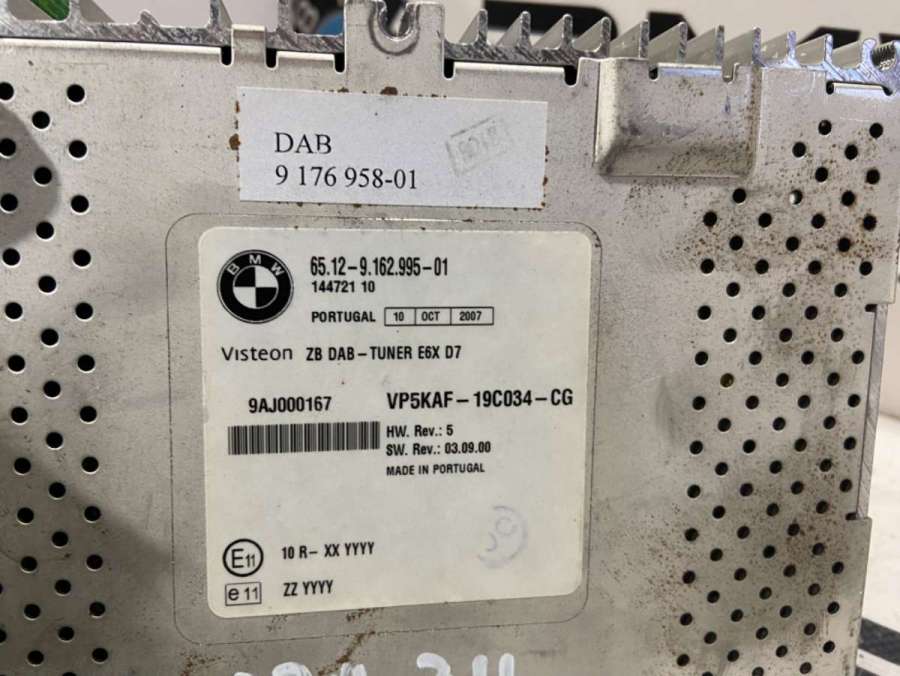 DAB
9 176 958-01
BMW
65.12-9.162.995-01
144721 10
PORTUGAL 10 OCT 2007
Visteon ZB DAB-TUNER E6X D7
9AJ000167
VP5KAF-19C034-CG
HW. Rev.: 5
SW. Rev.: 03.09.00
MADE IN PORTUGAL
E11 10 R- XX YYYY
e 11 ZZ YYYY